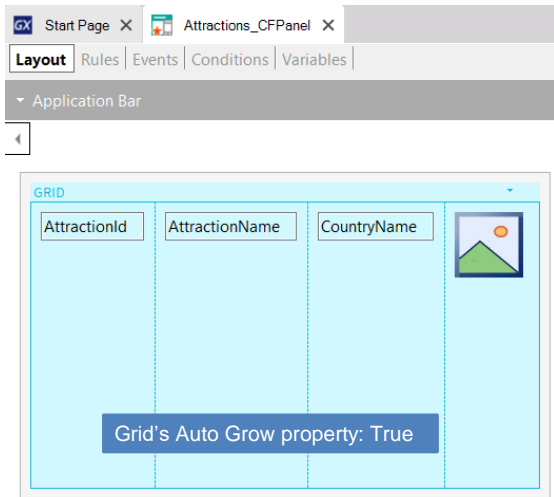 GX Start Page Attractions_CFPanel
Layout Rules Events Conditions Variables
Application Bar
GRID
AttractionId AttractionName CountryName
Grid's Auto Grow property: True